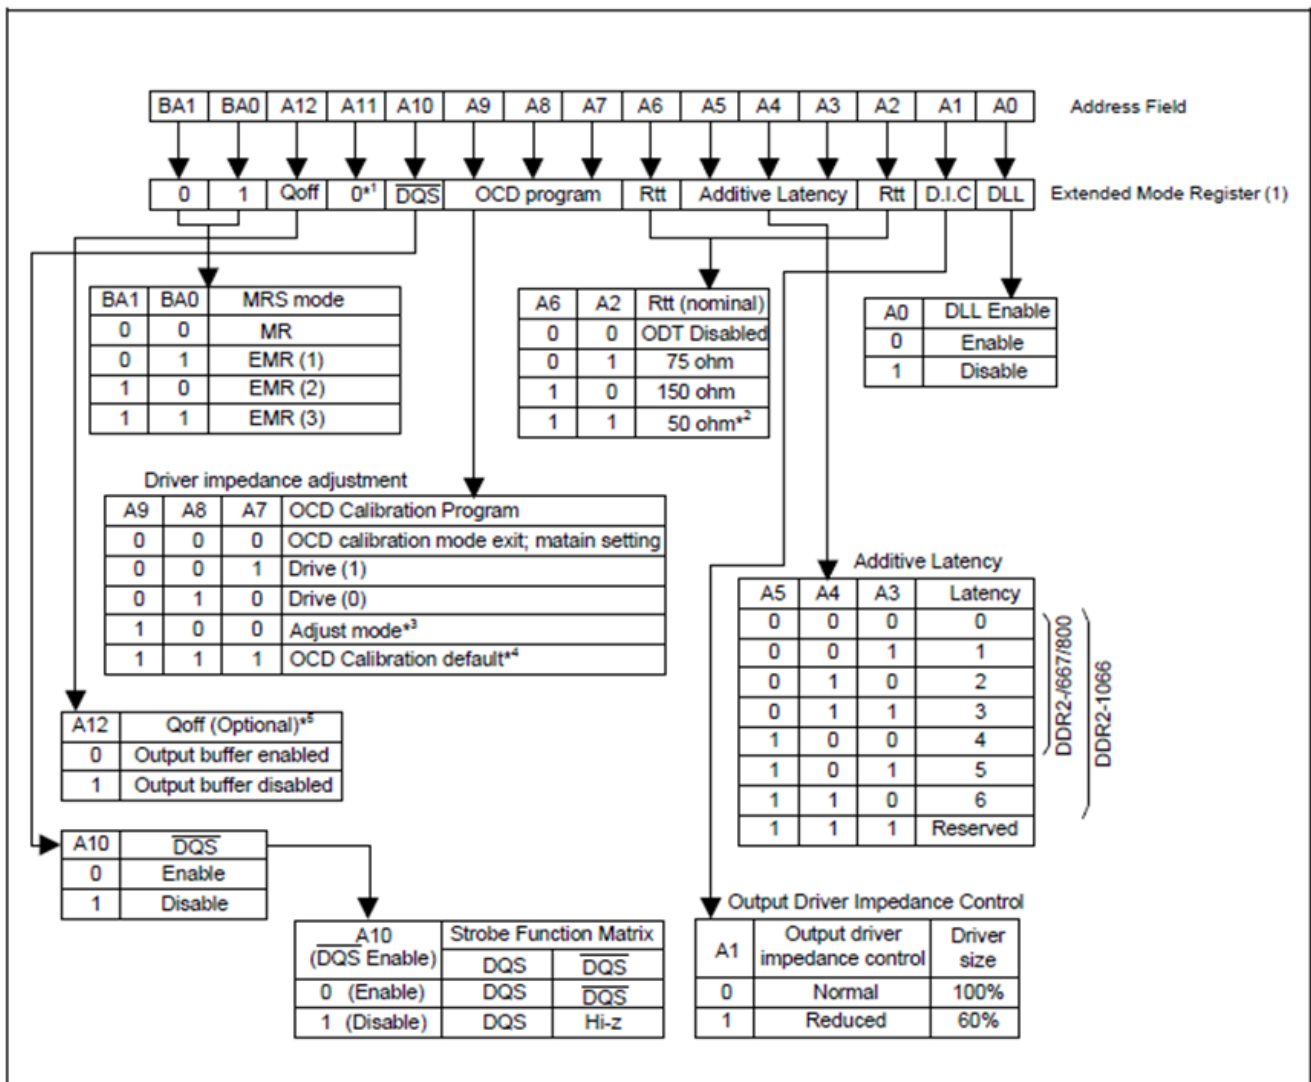 BA1 BA0 A12 A11 A10 A9 A8 A7 A6 A5 A4 A3 A2 A1 A0 Address Field
0 1 Qoff 0*1 DQS OCD program Rtt Additive Latency Rtt D.I.C DLL Extended Mode Register (1)
BA1 BA0 MRS mode
0 0 MR
0 1 EMR (1)
1 0 EMR (2)
1 1 EMR (3)
A6 A2 Rtt (nominal)
0 0 ODT Disabled
0 1 75 ohm
1 0 150 ohm
1 1 50 ohm*2
A0 DLL Enable
0 Enable
1 Disable
Driver impedance adjustment
A9 A8 A7 OCD Calibration Program
0 0 0 OCD calibration mode exit; matain setting
0 0 1 Drive (1)
0 1 0 Drive (0)
1 0 0 Adjust mode*3
1 1 1 OCD Calibration default*4
Additive Latency
A5 A4 A3 Latency
0 0 0 0
0 0 1 1
0 1 0 2
0 1 1 3
1 0 0 4
1 0 1 5
1 1 0 6
1 1 1 Reserved
DDR2-/667/800
DDR2-1066
A12 Qoff (Optional)*5
0 Output buffer enabled
1 Output buffer disabled
A10 DQS
0 Enable
1 Disable
A10 (DQS Enable) Strobe Function Matrix
DQS DQS
0 (Enable) DQS DQS
1 (Disable) DQS Hi-z
Output Driver Impedance Control
A1 Output driver impedance control Driver size
0 Normal 100%
1 Reduced 60%